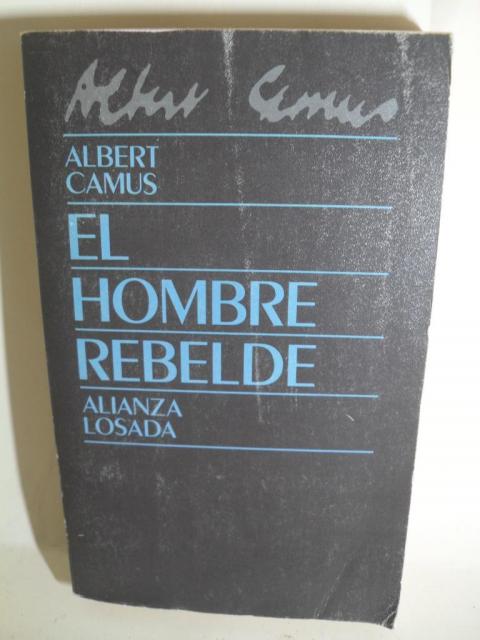 Albert Camus
ALBERT
CAMUS
EL
HOMBRE
REBELDE
ALIANZA
LOSADA